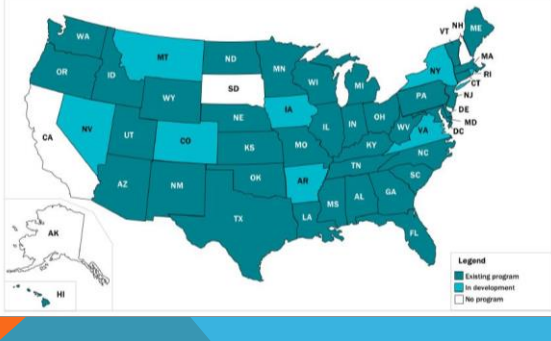 WA
MT
ND
MN
VT
NH
ME
OR
ID
SD
WI
MI
NY
MA
RI
CT
WY
IA
PA
NJ
NE
DE
MD
DC
CA
NV
UT
CO
KS
MO
IL
IN
OH
WV
VA
KY
NC
TN
AZ
NM
OK
AR
SC
TX
LA
MS
AL
GA
FL
AK
HI
Legend
Existing program
In development
No program